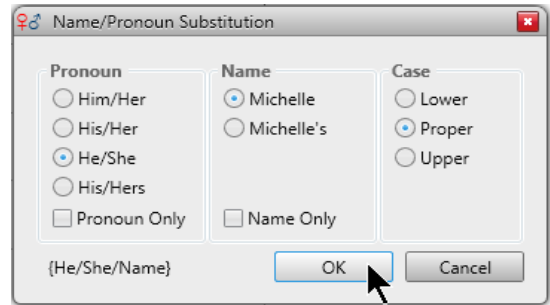 Name/Pronoun Substitution
Pronoun
Him/Her
His/Her
He/She
His/Hers
Pronoun Only
Name
Michelle
Michelle's
Name Only
Case
Lower
Proper
Upper
{He/She/Name}
OK
Cancel